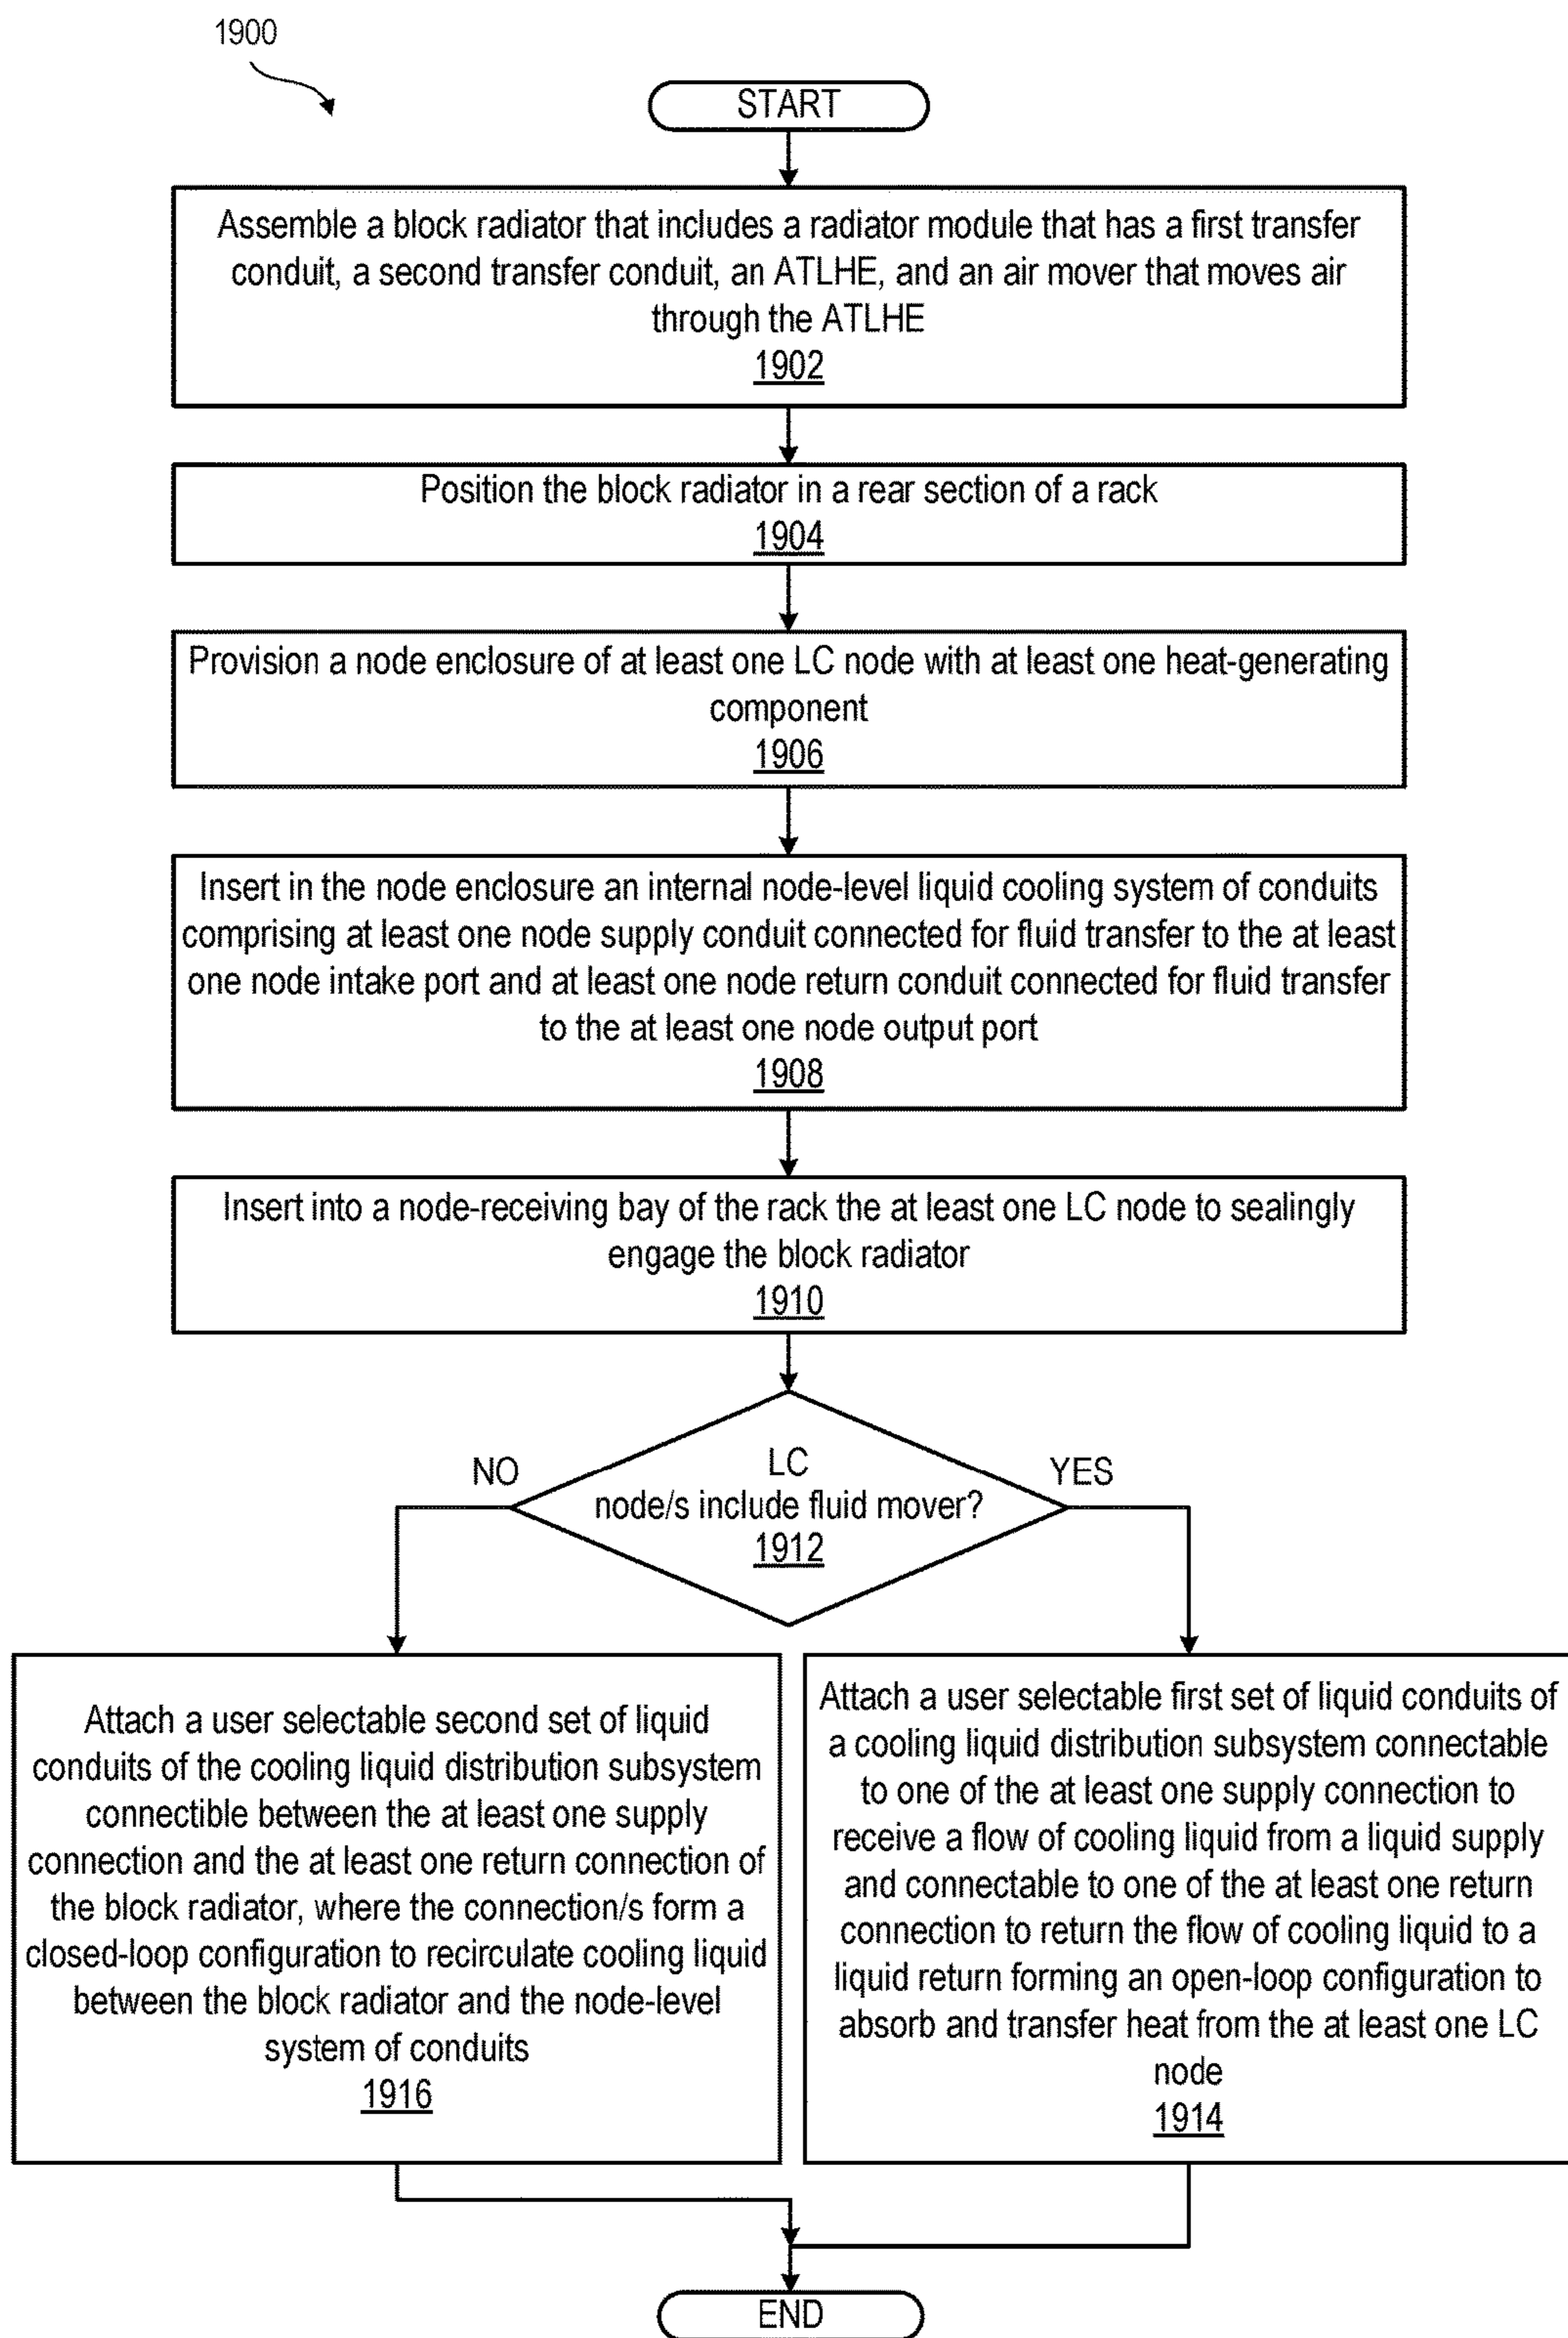 1900
START
Assemble a block radiator that includes a radiator module that has a first transfer
conduit, a second transfer conduit, an ATLHE, and an air mover that moves air
through the ATLHE
1902
Position the block radiator in a rear section of a rack
1904
Provision a node enclosure of at least one LC node with at least one heat-generating
component
1906
Insert in the node enclosure an internal node-level liquid cooling system of conduits
comprising at least one node supply conduit connected for fluid transfer to the at least
one node intake port and at least one node return conduit connected for fluid transfer
to the at least one node output port
1908
Insert into a node-receiving bay of the rack the at least one LC node to sealingly
engage the block radiator
1910
NO
LC
node/s include fluid mover?
1912
YES
Attach a user selectable second set of liquid
conduits of the cooling liquid distribution subsystem
connectible between the at least one supply
connection and the at least one return connection of
the block radiator, where the connection/s form a
closed-loop configuration to recirculate cooling liquid
between the block radiator and the node-level
system of conduits
1916
Attach a user selectable first set of liquid conduits of
a cooling liquid distribution subsystem connectable
to one of the at least one supply connection to
receive a flow of cooling liquid from a liquid supply
and connectable to one of the at least one return
connection to return the flow of cooling liquid to a
liquid return forming an open-loop configuration to
absorb and transfer heat from the at least one LC
node
1914
END